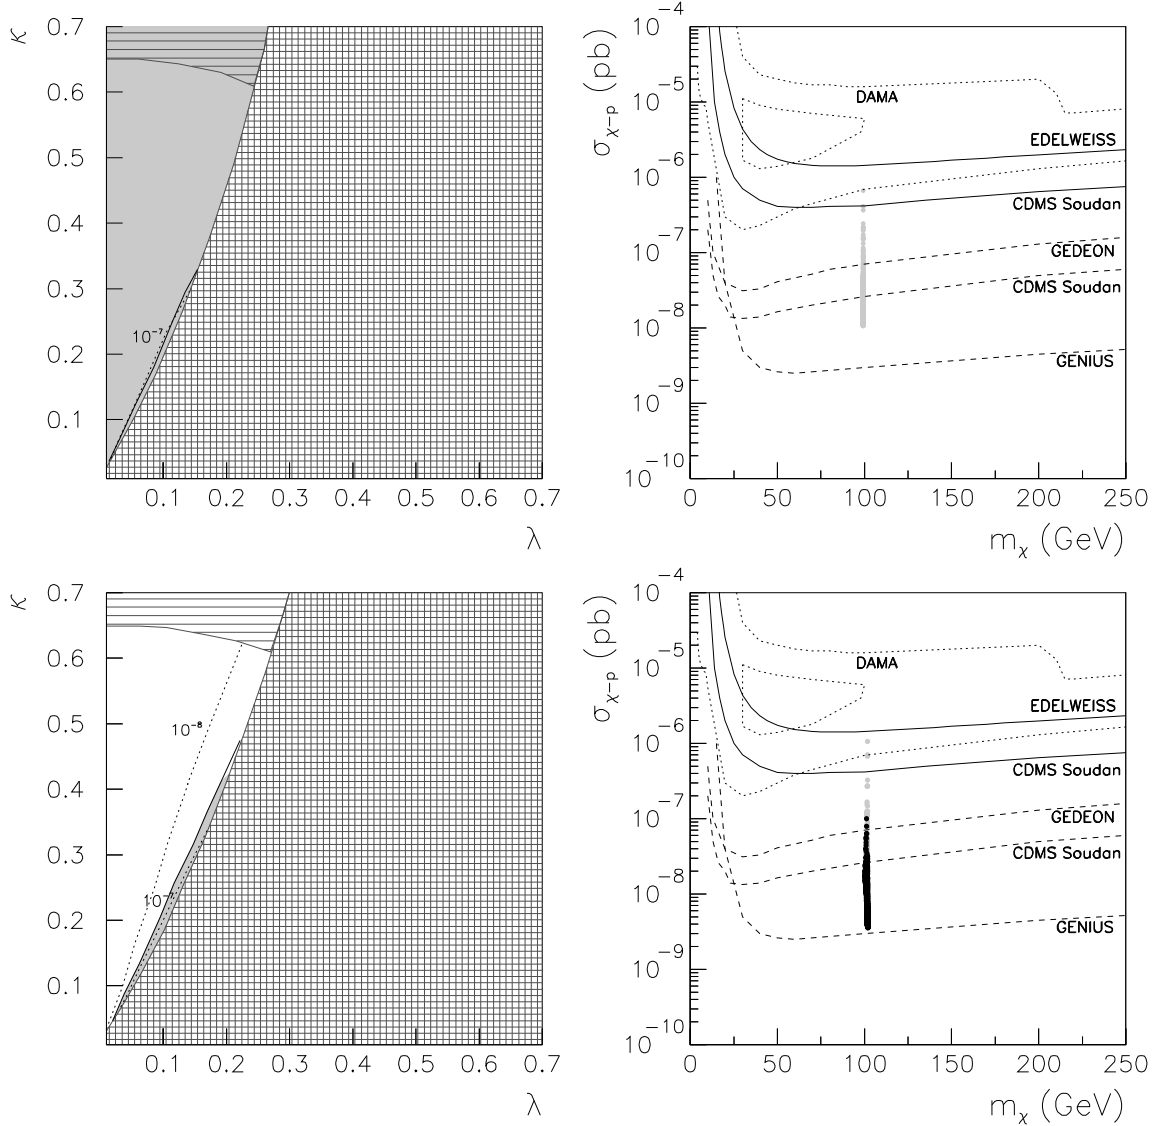 κ
0.7
0.6
0.5
0.4
0.3
0.2
0.1
10⁻⁷
0.1 0.2 0.3 0.4 0.5 0.6 0.7
λ
σχ−p (pb)
10⁻⁴
10⁻⁵
10⁻⁶
10⁻⁷
10⁻⁸
10⁻⁹
10⁻¹⁰
DAMA
EDELWEISS
CDMS Soudan
GEDEON
CDMS Soudan
GENIUS
0 50 100 150 200 250
mχ (GeV)
κ
0.7
0.6
0.5
0.4
0.3
0.2
0.1
10⁻⁸
10⁻⁷
0.1 0.2 0.3 0.4 0.5 0.6 0.7
λ
σχ−p (pb)
10⁻⁴
10⁻⁵
10⁻⁶
10⁻⁷
10⁻⁸
10⁻⁹
10⁻¹⁰
DAMA
EDELWEISS
CDMS Soudan
GEDEON
CDMS Soudan
GENIUS
0 50 100 150 200 250
mχ (GeV)